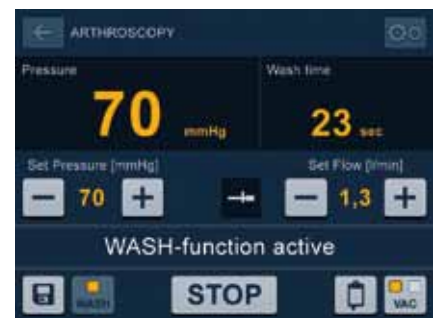 ARTHROSCOPY
Pressure
Wash time
70 mmHg
23 sec
Set Pressure [mmHg]
Set Flow [l/min]
70
1,3
WASH-function active
WASH
STOP
VAC